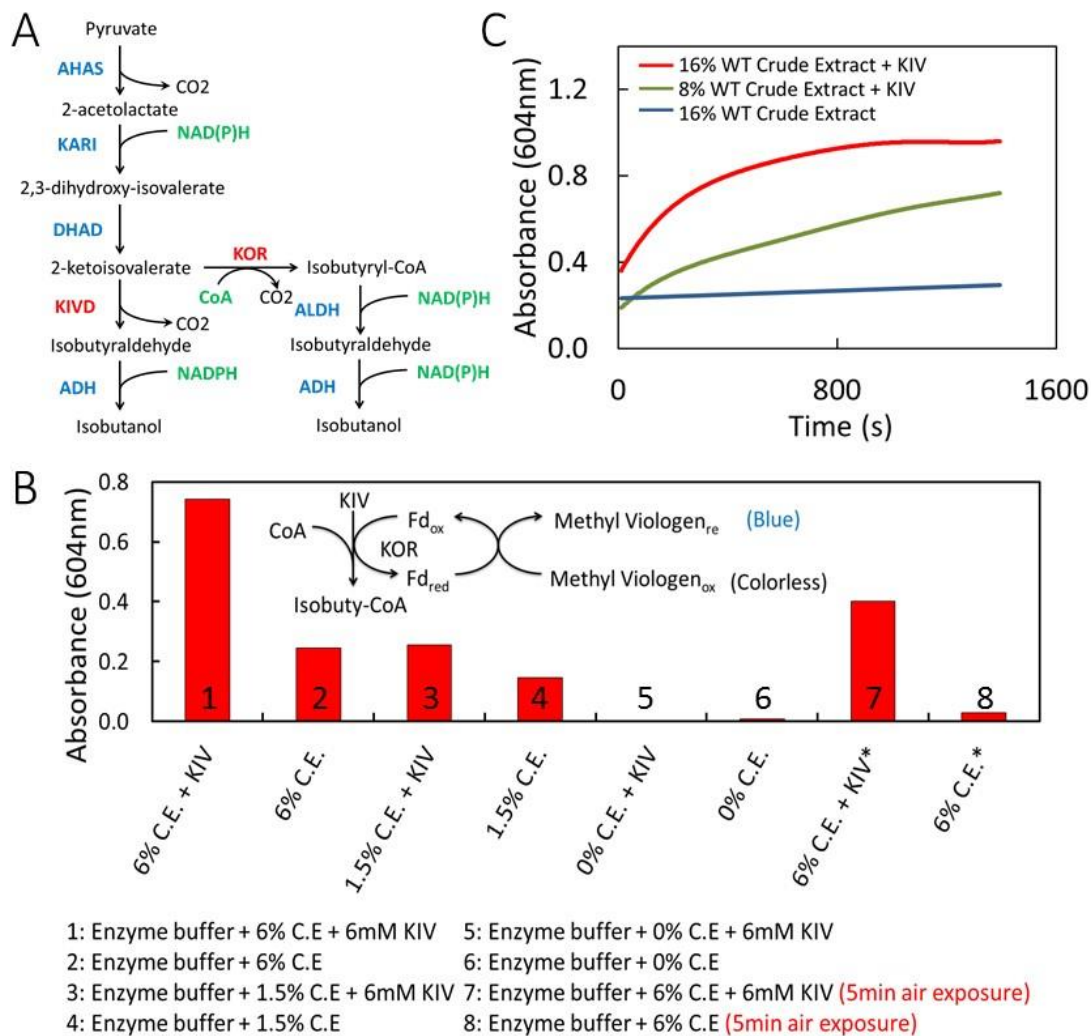 A
Pyruvate
AHAS
CO2
2-acetolactate
KARI
NAD(P)H
2,3-dihydroxy-isovalerate
DHAD
2-ketoisovalerate
KOR
Isobutyryl-CoA
CoA
CO2
KIVD
CO2
ALDH
NAD(P)H
Isobutyraldehyde
Isobutyraldehyde
ADH
NADPH
ADH
NAD(P)H
Isobutanol
Isobutanol
C
Absorbance (604nm)
1.2
0.8
0.4
0.0
16% WT Crude Extract + KIV
8% WT Crude Extract + KIV
16% WT Crude Extract
0 800 1600
Time (s)
B
Absorbance (604nm)
0.8
0.6
0.4
0.2
0.0
KIV
CoA
Fd_ox
KOR
Fd_red
Isobuty-CoA
Methyl Viologen_re (Blue)
Methyl Viologen_ox (Colorless)
1 2 3 4 5 6 7 8
6% C.E. + KIV
6% C.E.
1.5% C.E. + KIV
1.5% C.E.
0% C.E. + KIV
0% C.E.
6% C.E. + KIV*
6% C.E.*
1: Enzyme buffer + 6% C.E + 6mM KIV
2: Enzyme buffer + 6% C.E
3: Enzyme buffer + 1.5% C.E + 6mM KIV
4: Enzyme buffer + 1.5% C.E
5: Enzyme buffer + 0% C.E + 6mM KIV
6: Enzyme buffer + 0% C.E
7: Enzyme buffer + 6% C.E + 6mM KIV (5min air exposure)
8: Enzyme buffer + 6% C.E (5min air exposure)